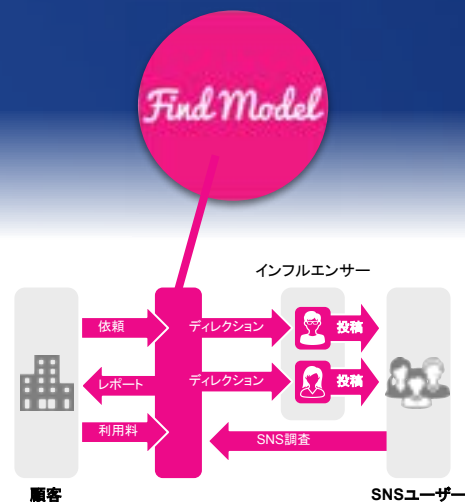 Find Model
インフルエンサー
依頼
ディレクション
投稿
レポート
ディレクション
投稿
利用料
SNS調査
顧客
SNSユーザー